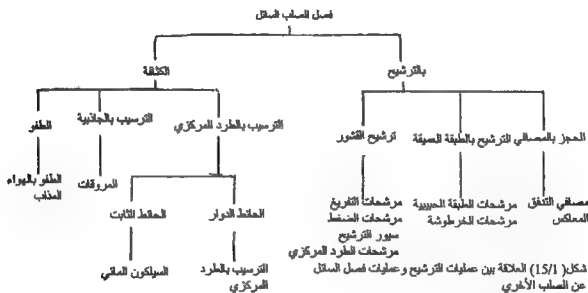 فصل الصلب السائل
بالترشيح
الكثافة
الحجز بالمصافي
الترشيح بالطبقة العميقة
ترشيح القشور
الترسيب بالطرد المركزي
الترسيب بالجاذبية
الطفو
مصافي التدفق
المعاكس
مرشحات الطبقة الحبيبية
مرشحات الخرطوشة
مرشحات التفريغ
مرشحات الضغط
سيور الترشيح
مرشحات الطرد المركزي
المروقات
الطفو بالهواء
المذاب
الحائط الدوار
الحائط الثابت
الترسيب بالطرد
المركزي
السيلكون المائي
شكل( 15/1) العلاقة بين عمليات الترشيح وعمليات فصل السائل
عن الصلب الأخري